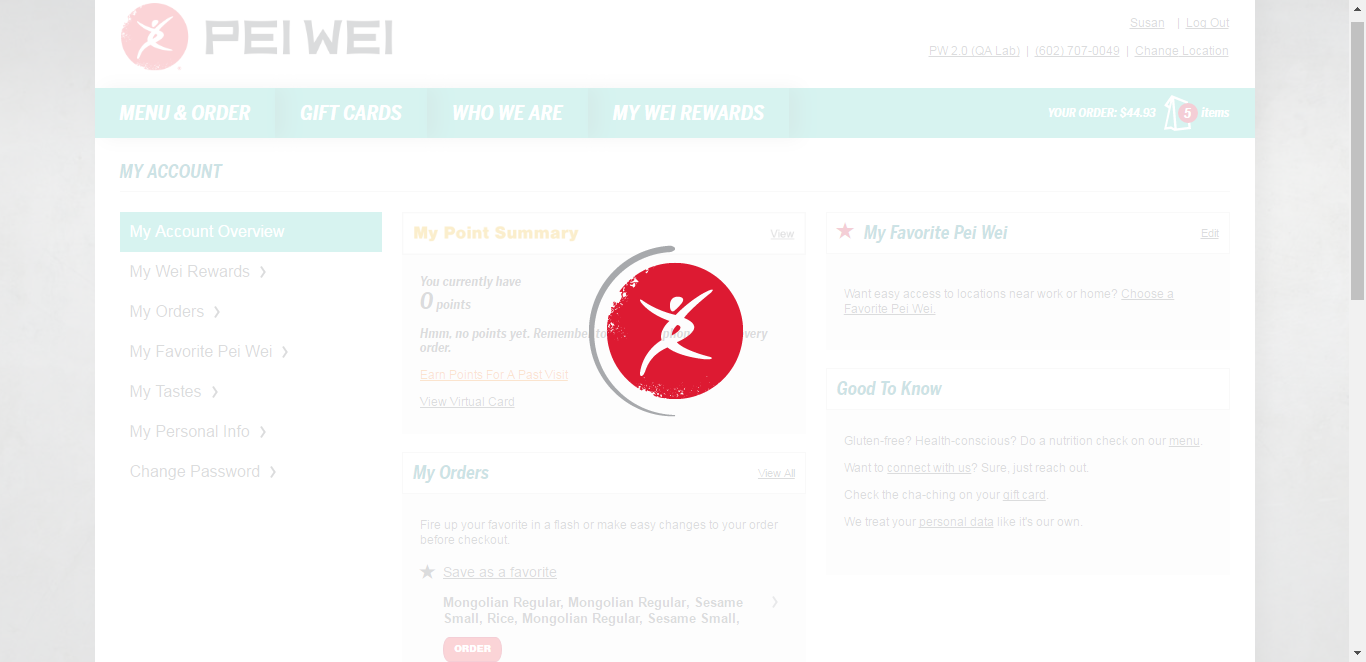 PEI WEI
Susan | Log Out
PW 2.0 (QA Lab) | (602) 707-0049 | Change Location
MENU & ORDER GIFT CARDS WHO WE ARE MY WEI REWARDS YOUR ORDER: $44.93 5 items
MY ACCOUNT
My Account Overview
My Wei Rewards
My Orders
My Favorite Pei Wei
My Tastes
My Personal Info
Change Password
My Point Summary View
You currently have
0 points
Hmm, no points yet. Remember to very
order.
Earn Points For A Past Visit
View Virtual Card
My Orders View All
Fire up your favorite in a flash or make easy changes to your order
before checkout.
Save as a favorite
Mongolian Regular, Mongolian Regular, Sesame
Small, Rice, Mongolian Regular, Sesame Small,
ORDER
My Favorite Pei Wei Edit
Want easy access to locations near work or home? Choose a
Favorite Pei Wei.
Good To Know
Gluten-free? Health-conscious? Do a nutrition check on our menu.
Want to connect with us? Sure, just reach out.
Check the cha-ching on your gift card.
We treat your personal data like it's our own.